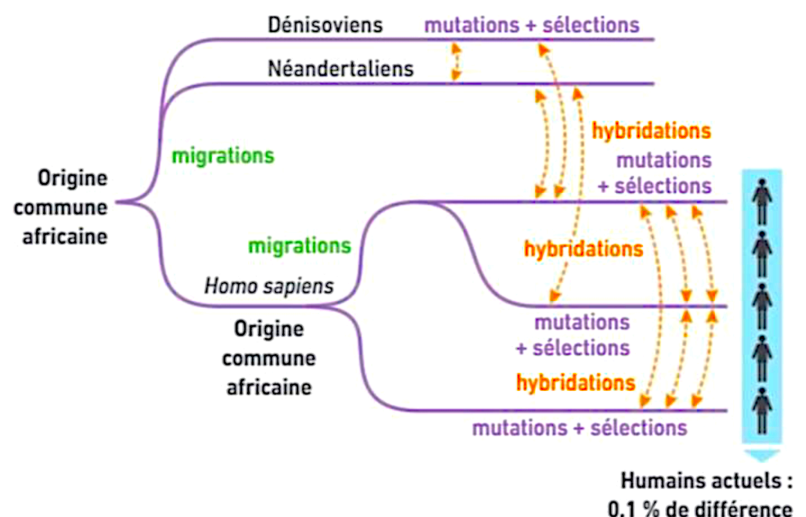 Dénisoviens mutations + sélections
Néandertaliens
hybridations
migrations
mutations
+ sélections
Origine
commune
africaine
migrations
hybridations
Homo sapiens
Origine
commune
africaine
mutations
+ sélections
hybridations
mutations + sélections
Humains actuels :
0,1 % de différence